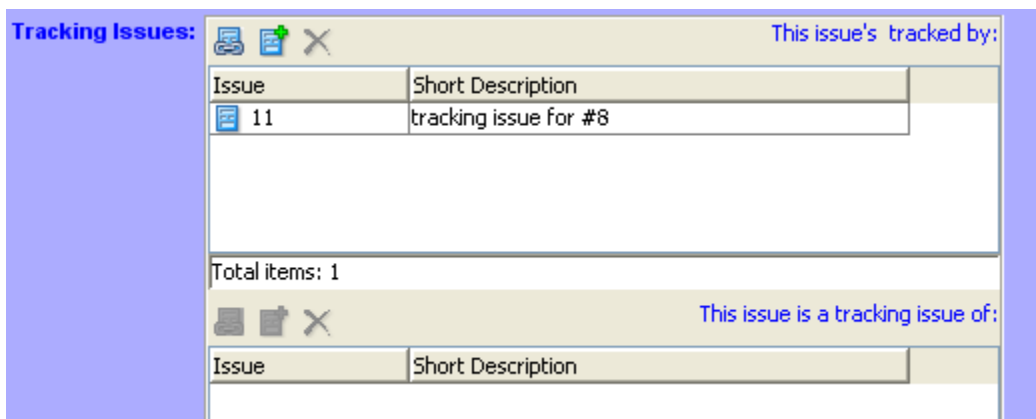 Tracking Issues:
This issue's  tracked by:
Issue Short Description
11 tracking issue for #8
Total items: 1
This issue is a tracking issue of:
Issue Short Description